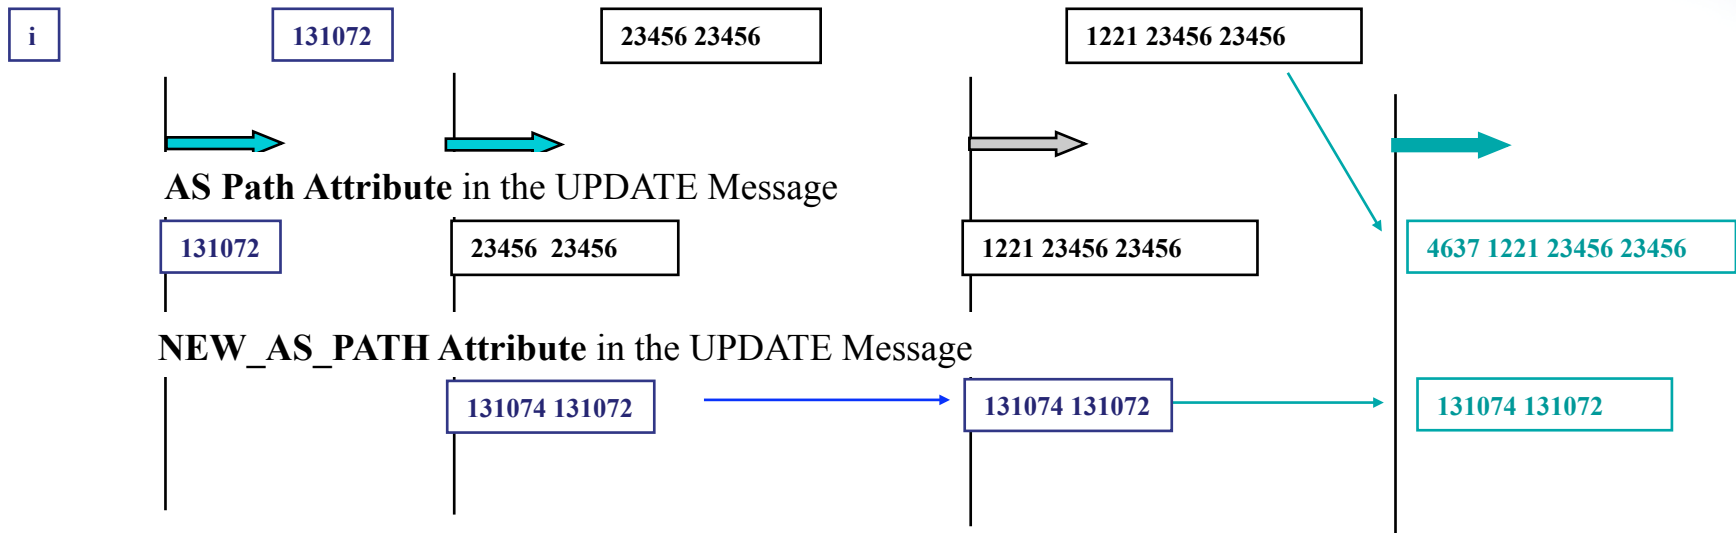 i
131072
23456 23456
1221 23456 23456
AS Path Attribute in the UPDATE Message
131072
23456 23456
1221 23456 23456
4637 1221 23456 23456
NEW_AS_PATH Attribute in the UPDATE Message
131074 131072
131074 131072
131074 131072